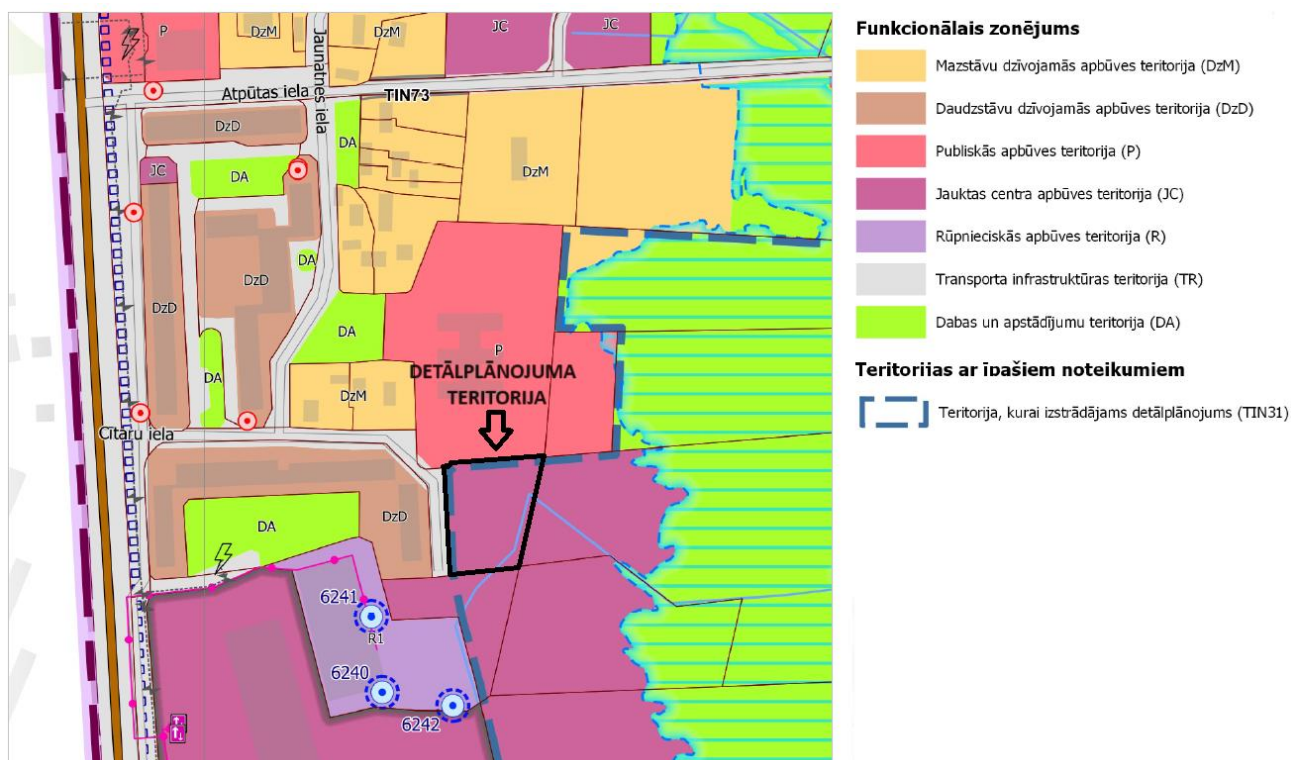 P
DzM
DzM
JC
JC
Jaunatnes iela
Atpūtas iela
TIN73
DzD
DA
JC
DA
DzM
DzD
DA
DzD
DA
DA
P
DETĀLPLĀNOJUMA
TERITORIJA
DzM
Cītaru iela
DA
DzD
6241
R1
6240
6242
Funkcionālais zonējums
Mazstāvu dzīvojamās apbūves teritorija (DzM)
Daudzstāvu dzīvojamās apbūves teritorija (DzD)
Publiskās apbūves teritorija (P)
Jauktas centra apbūves teritorija (JC)
Rūpnieciskās apbūves teritorija (R)
Transporta infrastruktūras teritorija (TR)
Dabas un apstādījumu teritorija (DA)
Teritorijas ar īpašiem noteikumiem
Teritorija, kurai izstrādājams detālplānojums (TIN31)